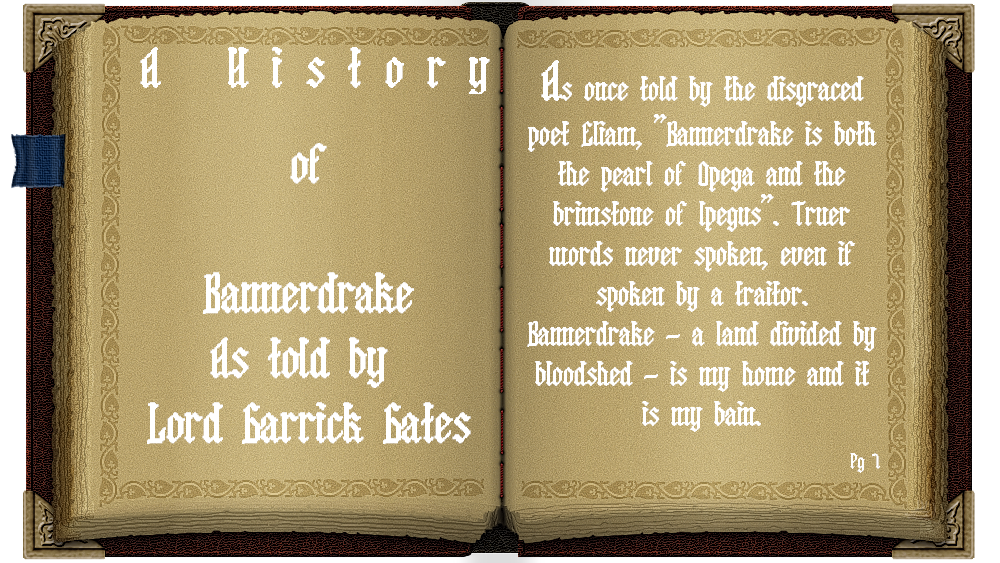 A History
of
Bannerdrake
As told by
Lord Garrick Gates
As once told by the disgraced
poet Eliam, "Bannerdrake is both
the pearl of Opega and the
brimstone of Ipegus". Truer
words never spoken, even if
spoken by a traitor.
Bannerdrake - a land divided by
bloodshed - is my home and it
is my bain.
Pg 1